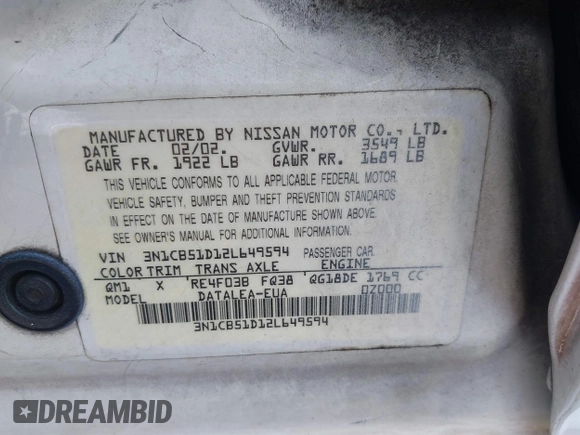 MANUFACTURED BY NISSAN MOTOR CO., LTD.
DATE 02/02. GVWR. 3549 LB
GAWR FR. 1922 LB GAWR RR. 1689 LB
THIS VEHICLE CONFORMS TO ALL APPLICABLE FEDERAL MOTOR
VEHICLE SAFETY, BUMPER AND THEFT PREVENTION STANDARDS
IN EFFECT ON THE DATE OF MANUFACTURE SHOWN ABOVE.
SEE OWNER'S MANUAL FOR ADDITIONAL INFORMATION
VIN 3N1CB51D12L649594 PASSENGER CAR
COLOR TRIM TRANS AXLE ENGINE
QM1 X RE4F03B FQ38 QG18DE 1769 CC
MODEL DATALEA-EUA 0Z000
3N1CB51D12L649594
DREAMBID